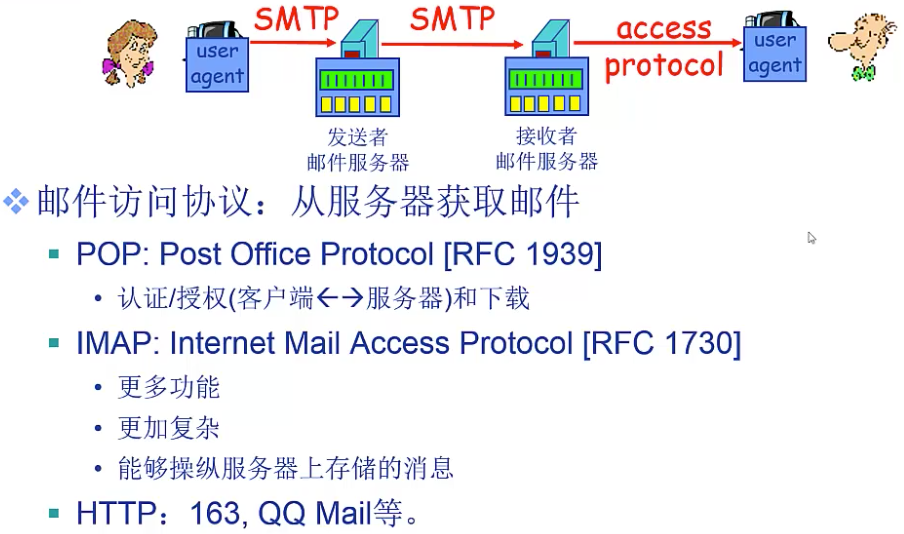 SMTP SMTP access protocol
user agent
user agent
发送者
邮件服务器
接收者
邮件服务器
邮件访问协议：从服务器获取邮件
POP: Post Office Protocol [RFC 1939]
认证/授权(客户端←→服务器)和下载
IMAP: Internet Mail Access Protocol [RFC 1730]
更多功能
更加复杂
能够操纵服务器上存储的消息
HTTP：163, QQ Mail等。